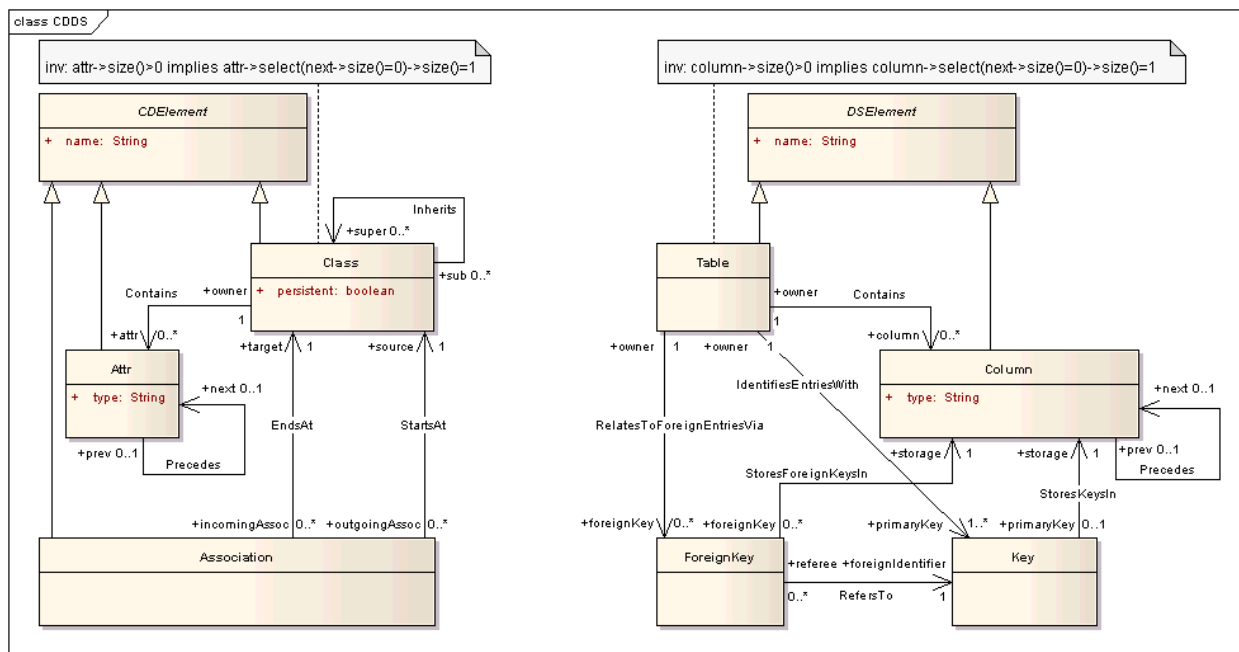 class CDDS
inv: attr->size()>0 implies attr->select(next->size()=0)->size()=1
inv: column->size()>0 implies column->select(next->size()=0)->size()=1
CDElement
+ name: String
DSElement
+ name: String
Inherits
+super 0..*
Class
+ persistent: boolean
+sub 0..*
Table
Contains
+owner
1
+owner
Contains
1
+attr
0..*
+target
1
+source
1
+owner
1
+owner
1
+column
0..*
Attr
+ type: String
+next 0..1
+prev 0..1
Precedes
EndsAt
StartsAt
IdentifiesEntriesWith
RelatesToForeignEntriesVia
Column
+ type: String
+next 0..1
+storage
1
+storage
1
+prev 0..1
Precedes
StoresForeignKeysIn
StoresKeysIn
+incomingAssoc
0..*
+outgoingAssoc
0..*
+foreignKey
0..*
+foreignKey
0..*
+primaryKey
1..*
+primaryKey
0..1
Association
ForeignKey
+referee
+foreignIdentifier
0..*
RefersTo
1
Key